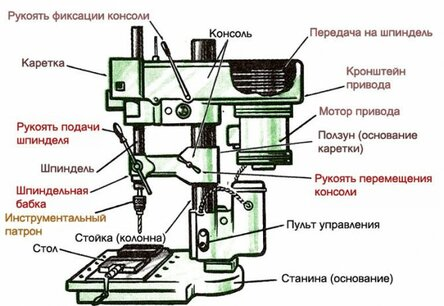 Рукояти фиксации консоли
Консоль
Передача на шпиндель
Каретка
Кронштейн
привода
Мотор привода
Рукоять подачи
шпинделя
Ползун (основание
каретки)
Шпиндель
Рукоять перемещения
консоли
Шпиндельная
бабка
Инструментальный
патрон
Стойка (колонна)
Пульт управления
Стол
Станина (основание)